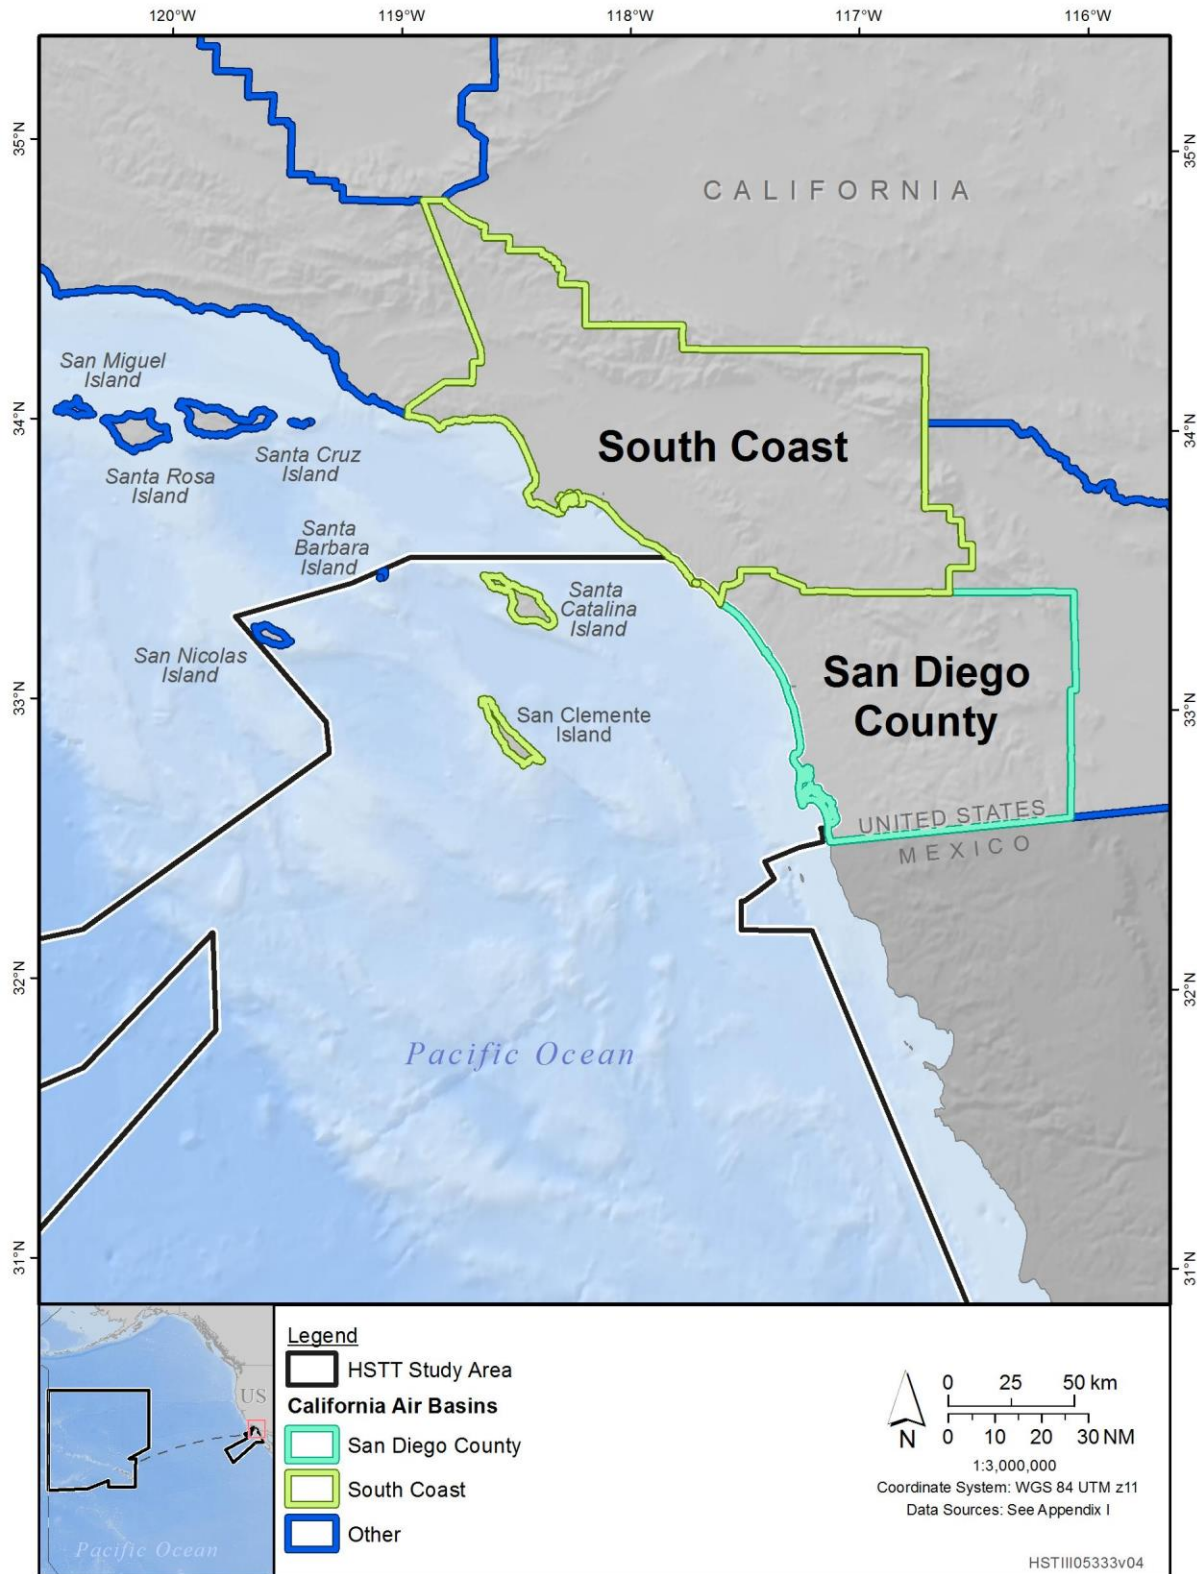 120°W
119°W
118°W
117°W
116°W
35°N
35°N
CALIFORNIA
San Miguel
Island
34°N
34°N
Santa Rosa
Island
Santa Cruz
Island
South Coast
Santa
Barbara
Island
Santa
Catalina
Island
San Nicolas
Island
San Diego
County
33°N
33°N
San Clemente
Island
UNITED STATES
MEXICO
32°N
32°N
Pacific Ocean
31°N
31°N
US
Pacific Ocean
Legend
HSTT Study Area
California Air Basins
San Diego County
South Coast
Other
N
0 25 50 km
0 10 20 30 NM
1:3,000,000
Coordinate System: WGS 84 UTM z11
Data Sources: See Appendix I
HSTIII05333v04